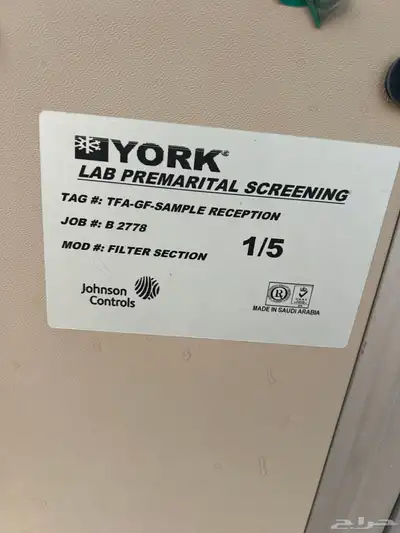 YORK®
LAB PREMARITAL SCREENING
TAG #: TFA-GF-SAMPLE RECEPTION
JOB #: B 2778
MOD #: FILTER SECTION
1/5
Johnson
Controls
R
MADE IN SAUDI ARABIA
حراج